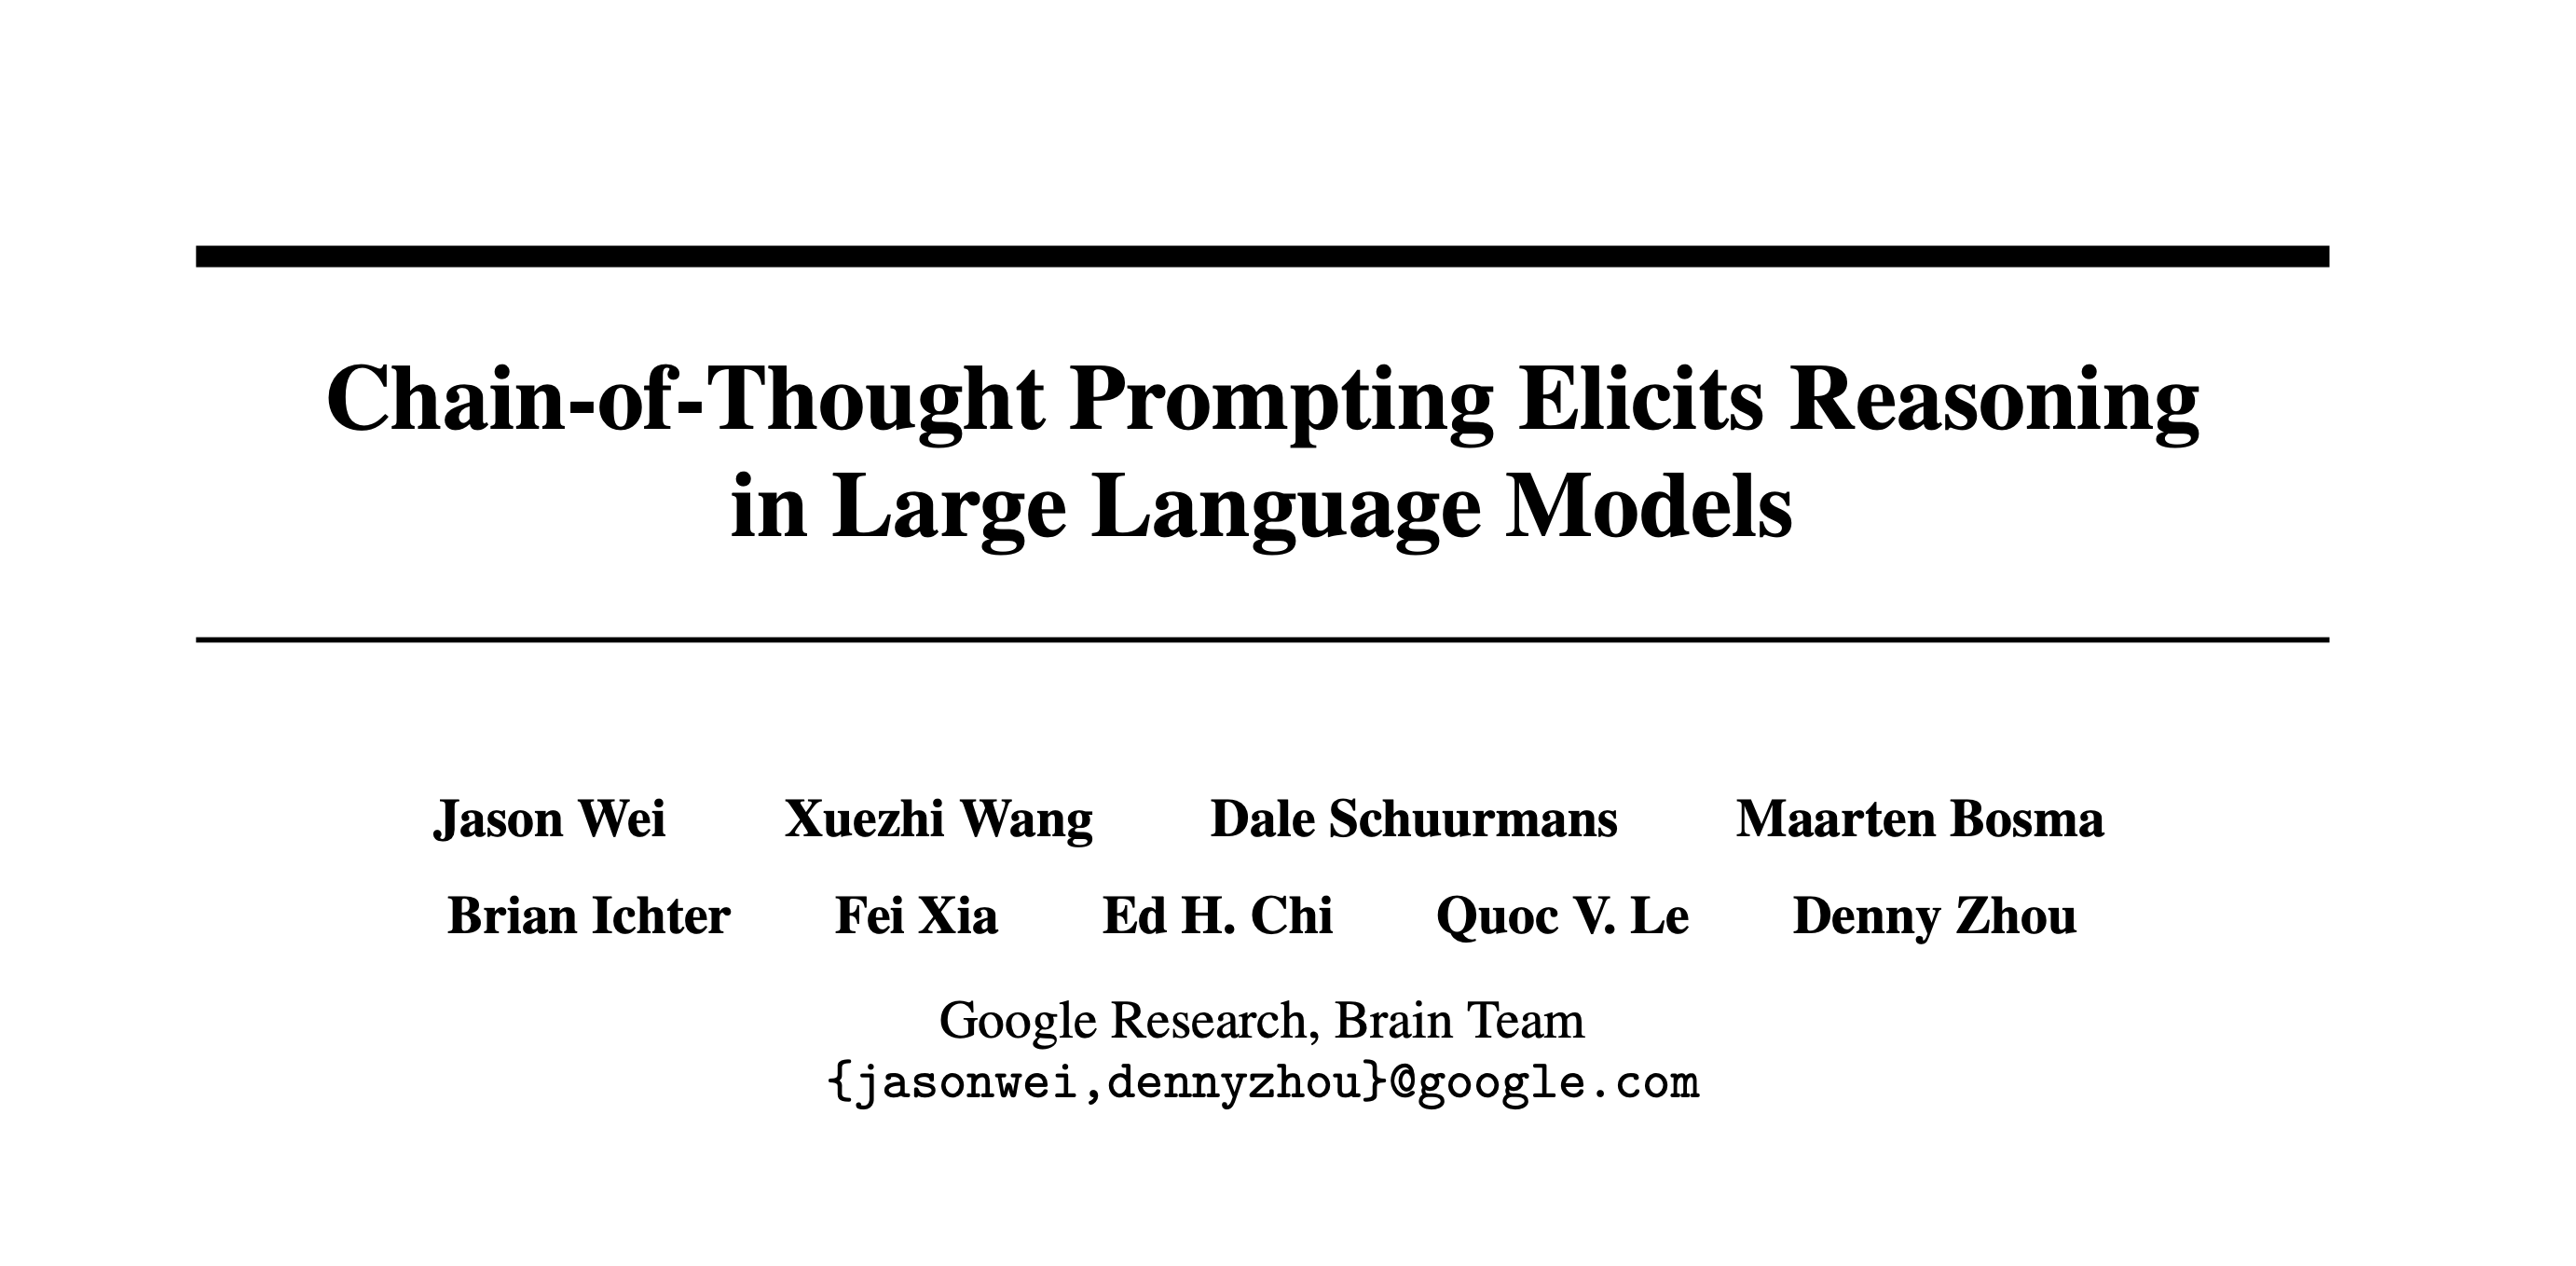 Chain-of-Thought Prompting Elicits Reasoning
in Large Language Models
Jason Wei Xuezhi Wang Dale Schuurmans Maarten Bosma
Brian Ichter Fei Xia Ed H. Chi Quoc V. Le Denny Zhou
Google Research, Brain Team
{jasonwei,dennyzhou}@google.com